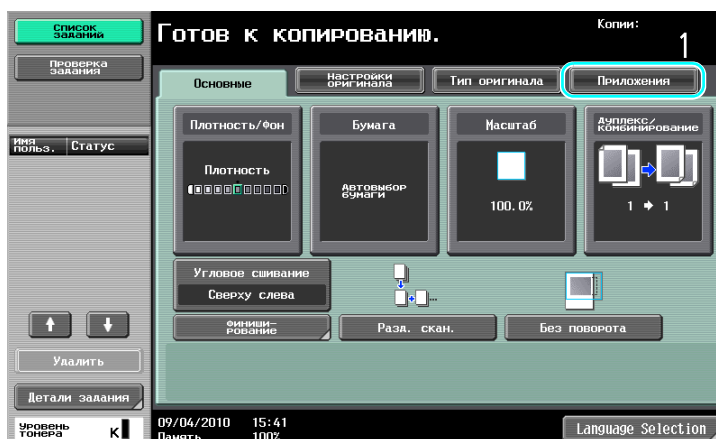 Список
заданий
Проверка
задания
Имя
польз.
Статус
Удалить
Детали задания
Уровень
тонера
K
Готов к копированию.
Копии:
1
Основные
Настройки
оригинала
Тип оригинала
Приложения
Плотность/Фон
Плотность
Бумага
Автовыбор
бумаги
Масштаб
100.0%
Дуплекс/
комбинирование
1 → 1
Угловое сшивание
Сверху слева
Финиши-
рование
Разд. скан.
Без поворота
09/04/2010 15:41
Память 100%
Language Selection